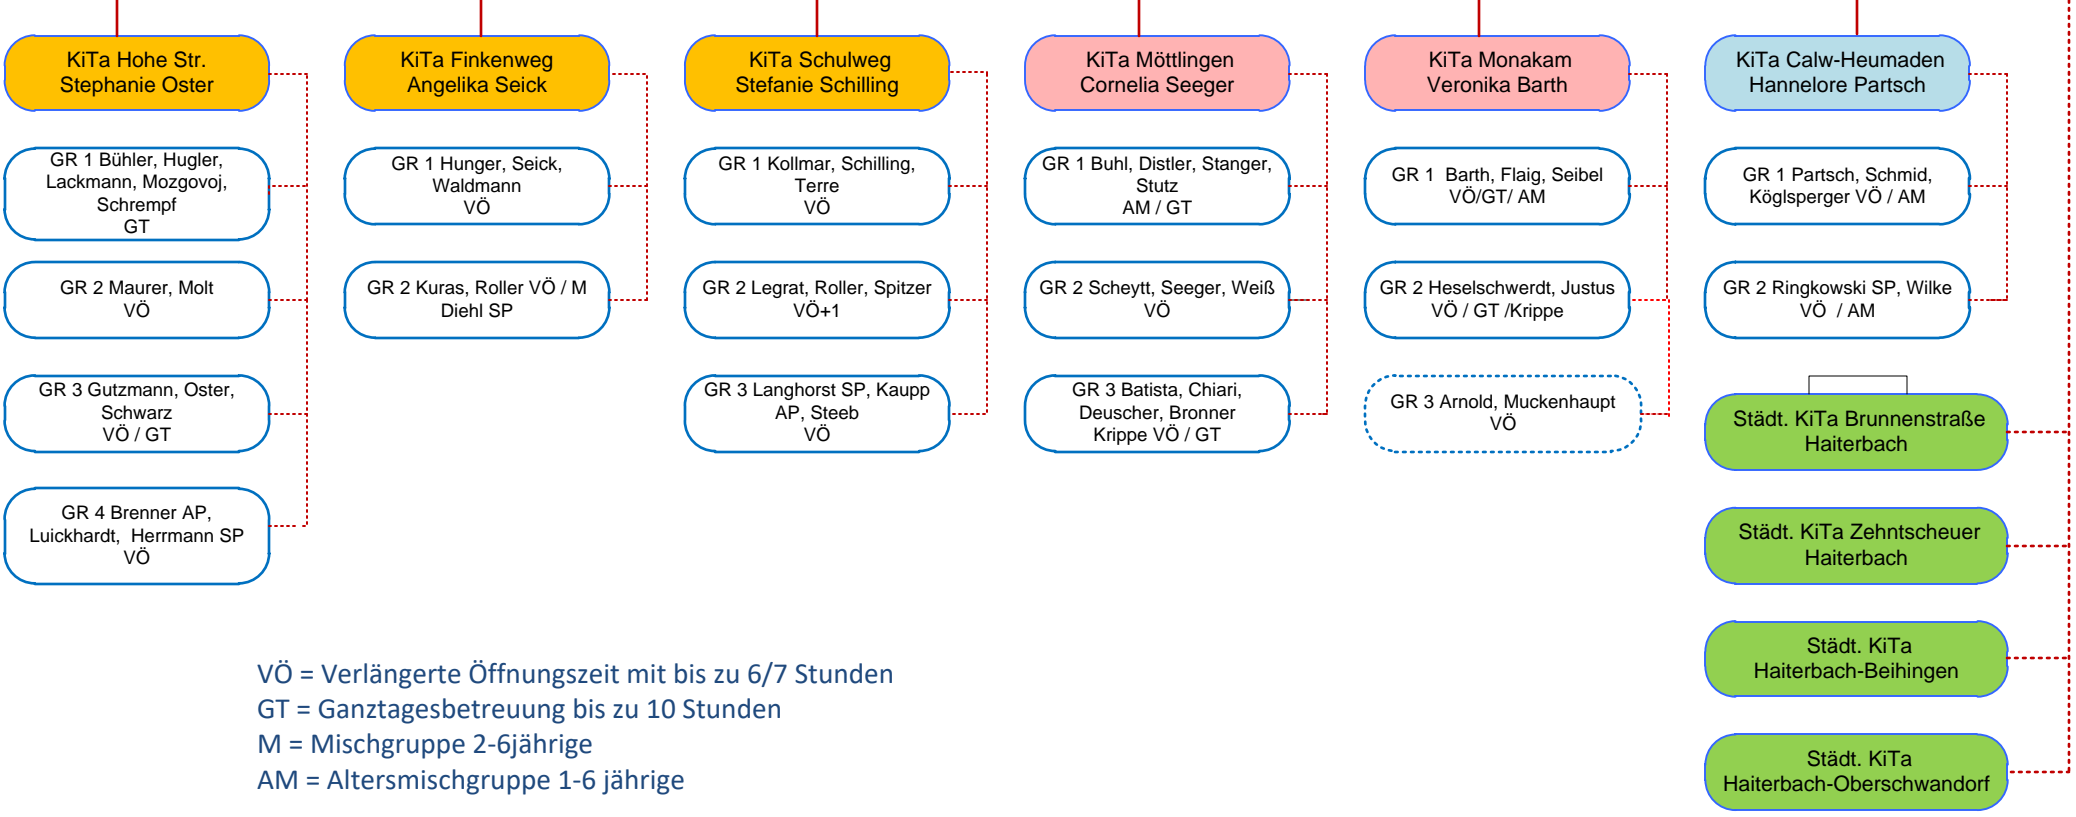 KiTa Hohe Str.
Stephanie Oster
GR 1 Bühler, Hugler,
Lackmann, Mozgovoj,
Schrempf
GT
GR 2 Maurer, Molt
VÖ
GR 3 Gutzmann, Oster,
Schwarz
VÖ / GT
GR 4 Brenner AP,
Luickhardt, Herrmann SP
VÖ
KiTa Finkenweg
Angelika Seick
GR 1 Hunger, Seick,
Waldmann
VÖ
GR 2 Kuras, Roller VÖ / M
Diehl SP
KiTa Schulweg
Stefanie Schilling
GR 1 Kollmar, Schilling,
Terre
VÖ
GR 2 Legrat, Roller, Spitzer
VÖ+1
GR 3 Langhorst SP, Kaupp
AP, Steeb
VÖ
KiTa Möttlingen
Cornelia Seeger
GR 1 Buhl, Distler, Stanger,
Stutz
AM / GT
GR 2 Scheytt, Seeger, Weiß
VÖ
GR 3 Batista, Chiari,
Deuscher, Bronner
Krippe VÖ / GT
KiTa Monakam
Veronika Barth
GR 1 Barth, Flaig, Seibel
VÖ/GT/ AM
GR 2 Heselschwerdt, Justus
VÖ / GT /Krippe
GR 3 Arnold, Muckenhaupt
VÖ
KiTa Calw-Heumaden
Hannelore Partsch
GR 1 Partsch, Schmid,
Köglsperger VÖ / AM
GR 2 Ringkowski SP, Wilke
VÖ / AM
Städt. KiTa Brunnenstraße
Haiterbach
Städt. KiTa Zehntscheuer
Haiterbach
Städt. KiTa
Haiterbach-Beihingen
Städt. KiTa
Haiterbach-Oberschwandorf
VÖ = Verlängerte Öffnungszeit mit bis zu 6/7 Stunden
GT = Ganztagesbetreuung bis zu 10 Stunden
M = Mischgruppe 2-6jährige
AM = Altersmischgruppe 1-6 jährige